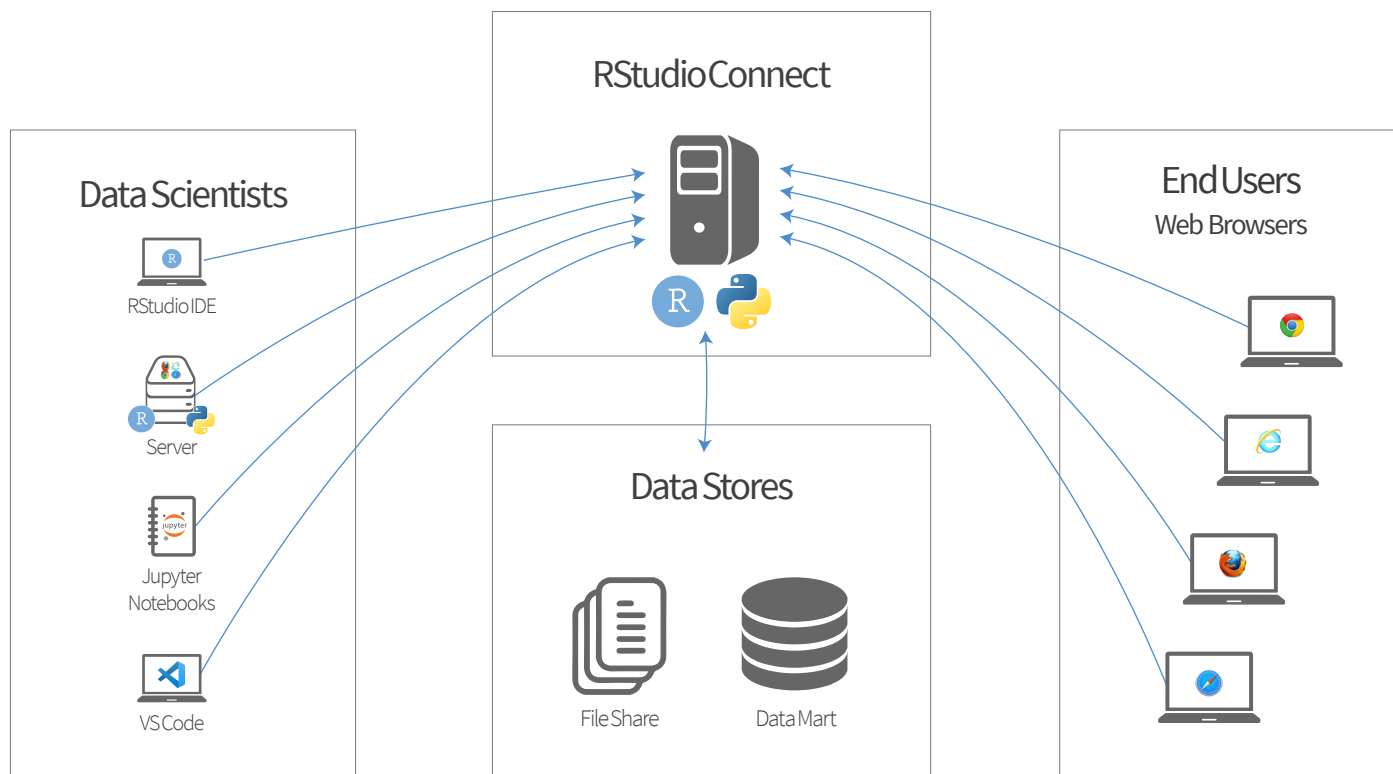 RStudio Connect
Data Scientists
R
RStudio IDE
R
Server
jupyter
Jupyter
Notebooks
VS Code
R
Data Stores
File Share
Data Mart
End Users
Web Browsers